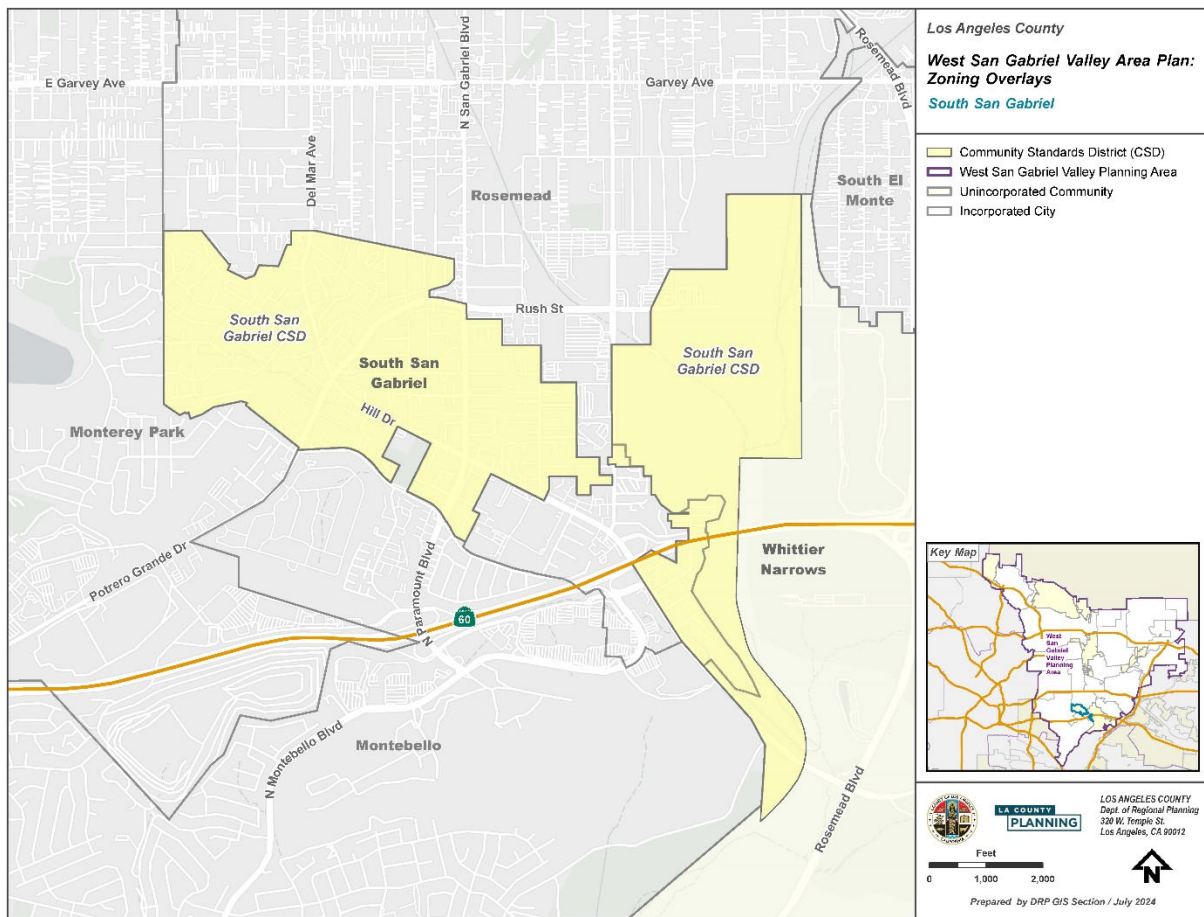 Los Angeles County
West San Gabriel Valley Area Plan:
Zoning Overlays
South San Gabriel
Community Standards District (CSD)
West San Gabriel Valley Planning Area
Unincorporated Community
Incorporated City
E Garvey Ave
N San Gabriel Blvd
Garvey Ave
Rosemead Blvd
Del Mar Ave
Rosemead
South El
Monte
Rush St
South San
Gabriel CSD
South San
Gabriel
South San
Gabriel CSD
Hill Dr
Monterey Park
Whittier
Narrows
Potrero Grande Dr
N Paramount Blvd
60
Montebello
N Montebello Blvd
Rosemead Blvd
Key Map
West
San
Gabriel
Valley
Planning
Area
LA COUNTY
PLANNING
LOS ANGELES COUNTY
Dept. of Regional Planning
320 W. Temple St.
Los Angeles, CA 90012
Feet
0 1,000 2,000
N
Prepared by DRP GIS Section / July 2024